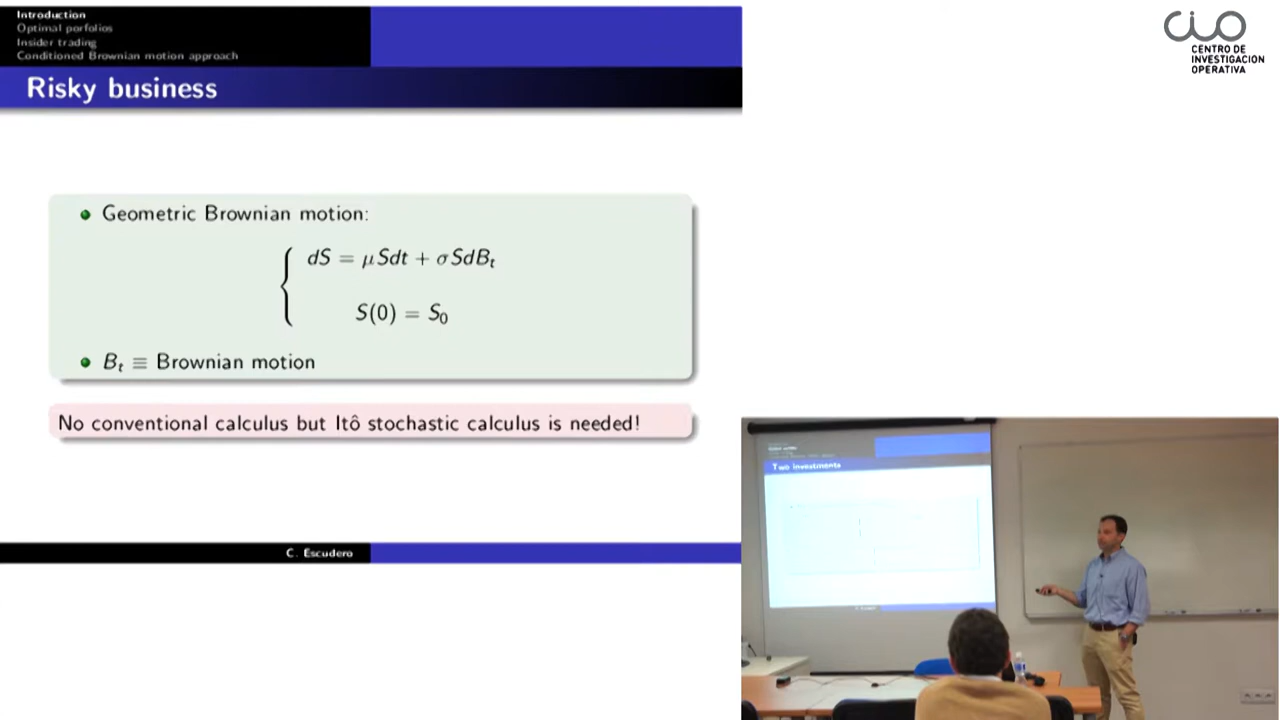 Introduction
Optimal porfolios
Insider trading
Conditioned Brownian motion approach
Risky business
Geometric Brownian motion:
dS = μSdt + σSdB_t
S(0) = S_0
B_t ≡ Brownian motion
No conventional calculus but Itô stochastic calculus is needed!
C. Escudero
CIO
CENTRO DE
INVESTIGACION
OPERATIVA
Two investments